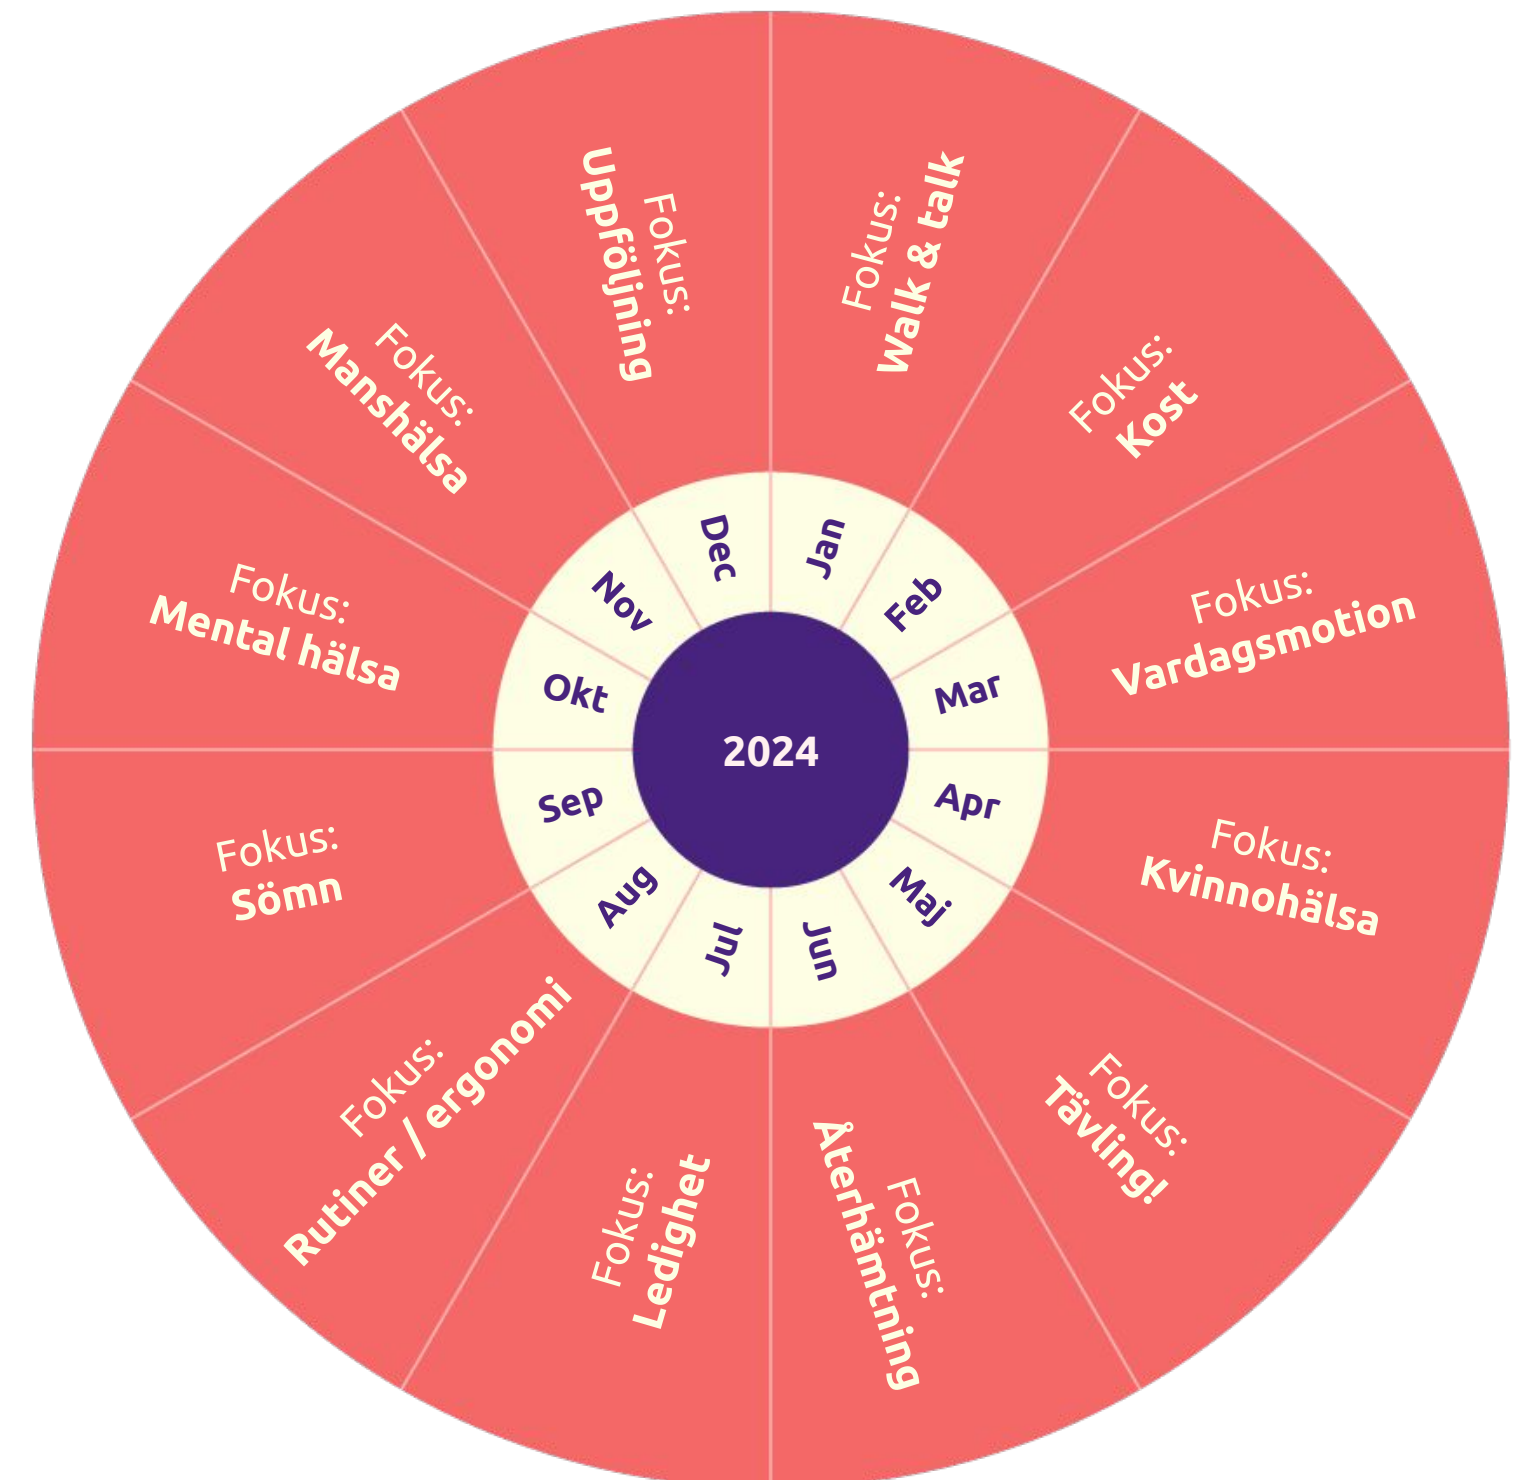 2024
Jan
Fokus:
Walk & talk
Feb
Fokus:
Kost
Mar
Fokus:
Vardagsmotion
Apr
Fokus:
Kvinnohälsa
Maj
Fokus:
Tävling!
Jun
Fokus:
Återhämtning
Jul
Fokus:
Ledighet
Aug
Fokus:
Rutiner / ergonomi
Sep
Fokus:
Sömn
Okt
Fokus:
Mental hälsa
Nov
Fokus:
Manshälsa
Dec
Fokus:
Uppföljning